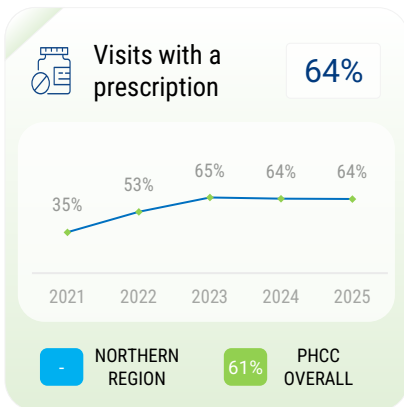 Visits with a
prescription
64%
35%
53%
65%
64%
64%
2021
2022
2023
2024
2025
-
NORTHERN
REGION
61%
PHCC
OVERALL